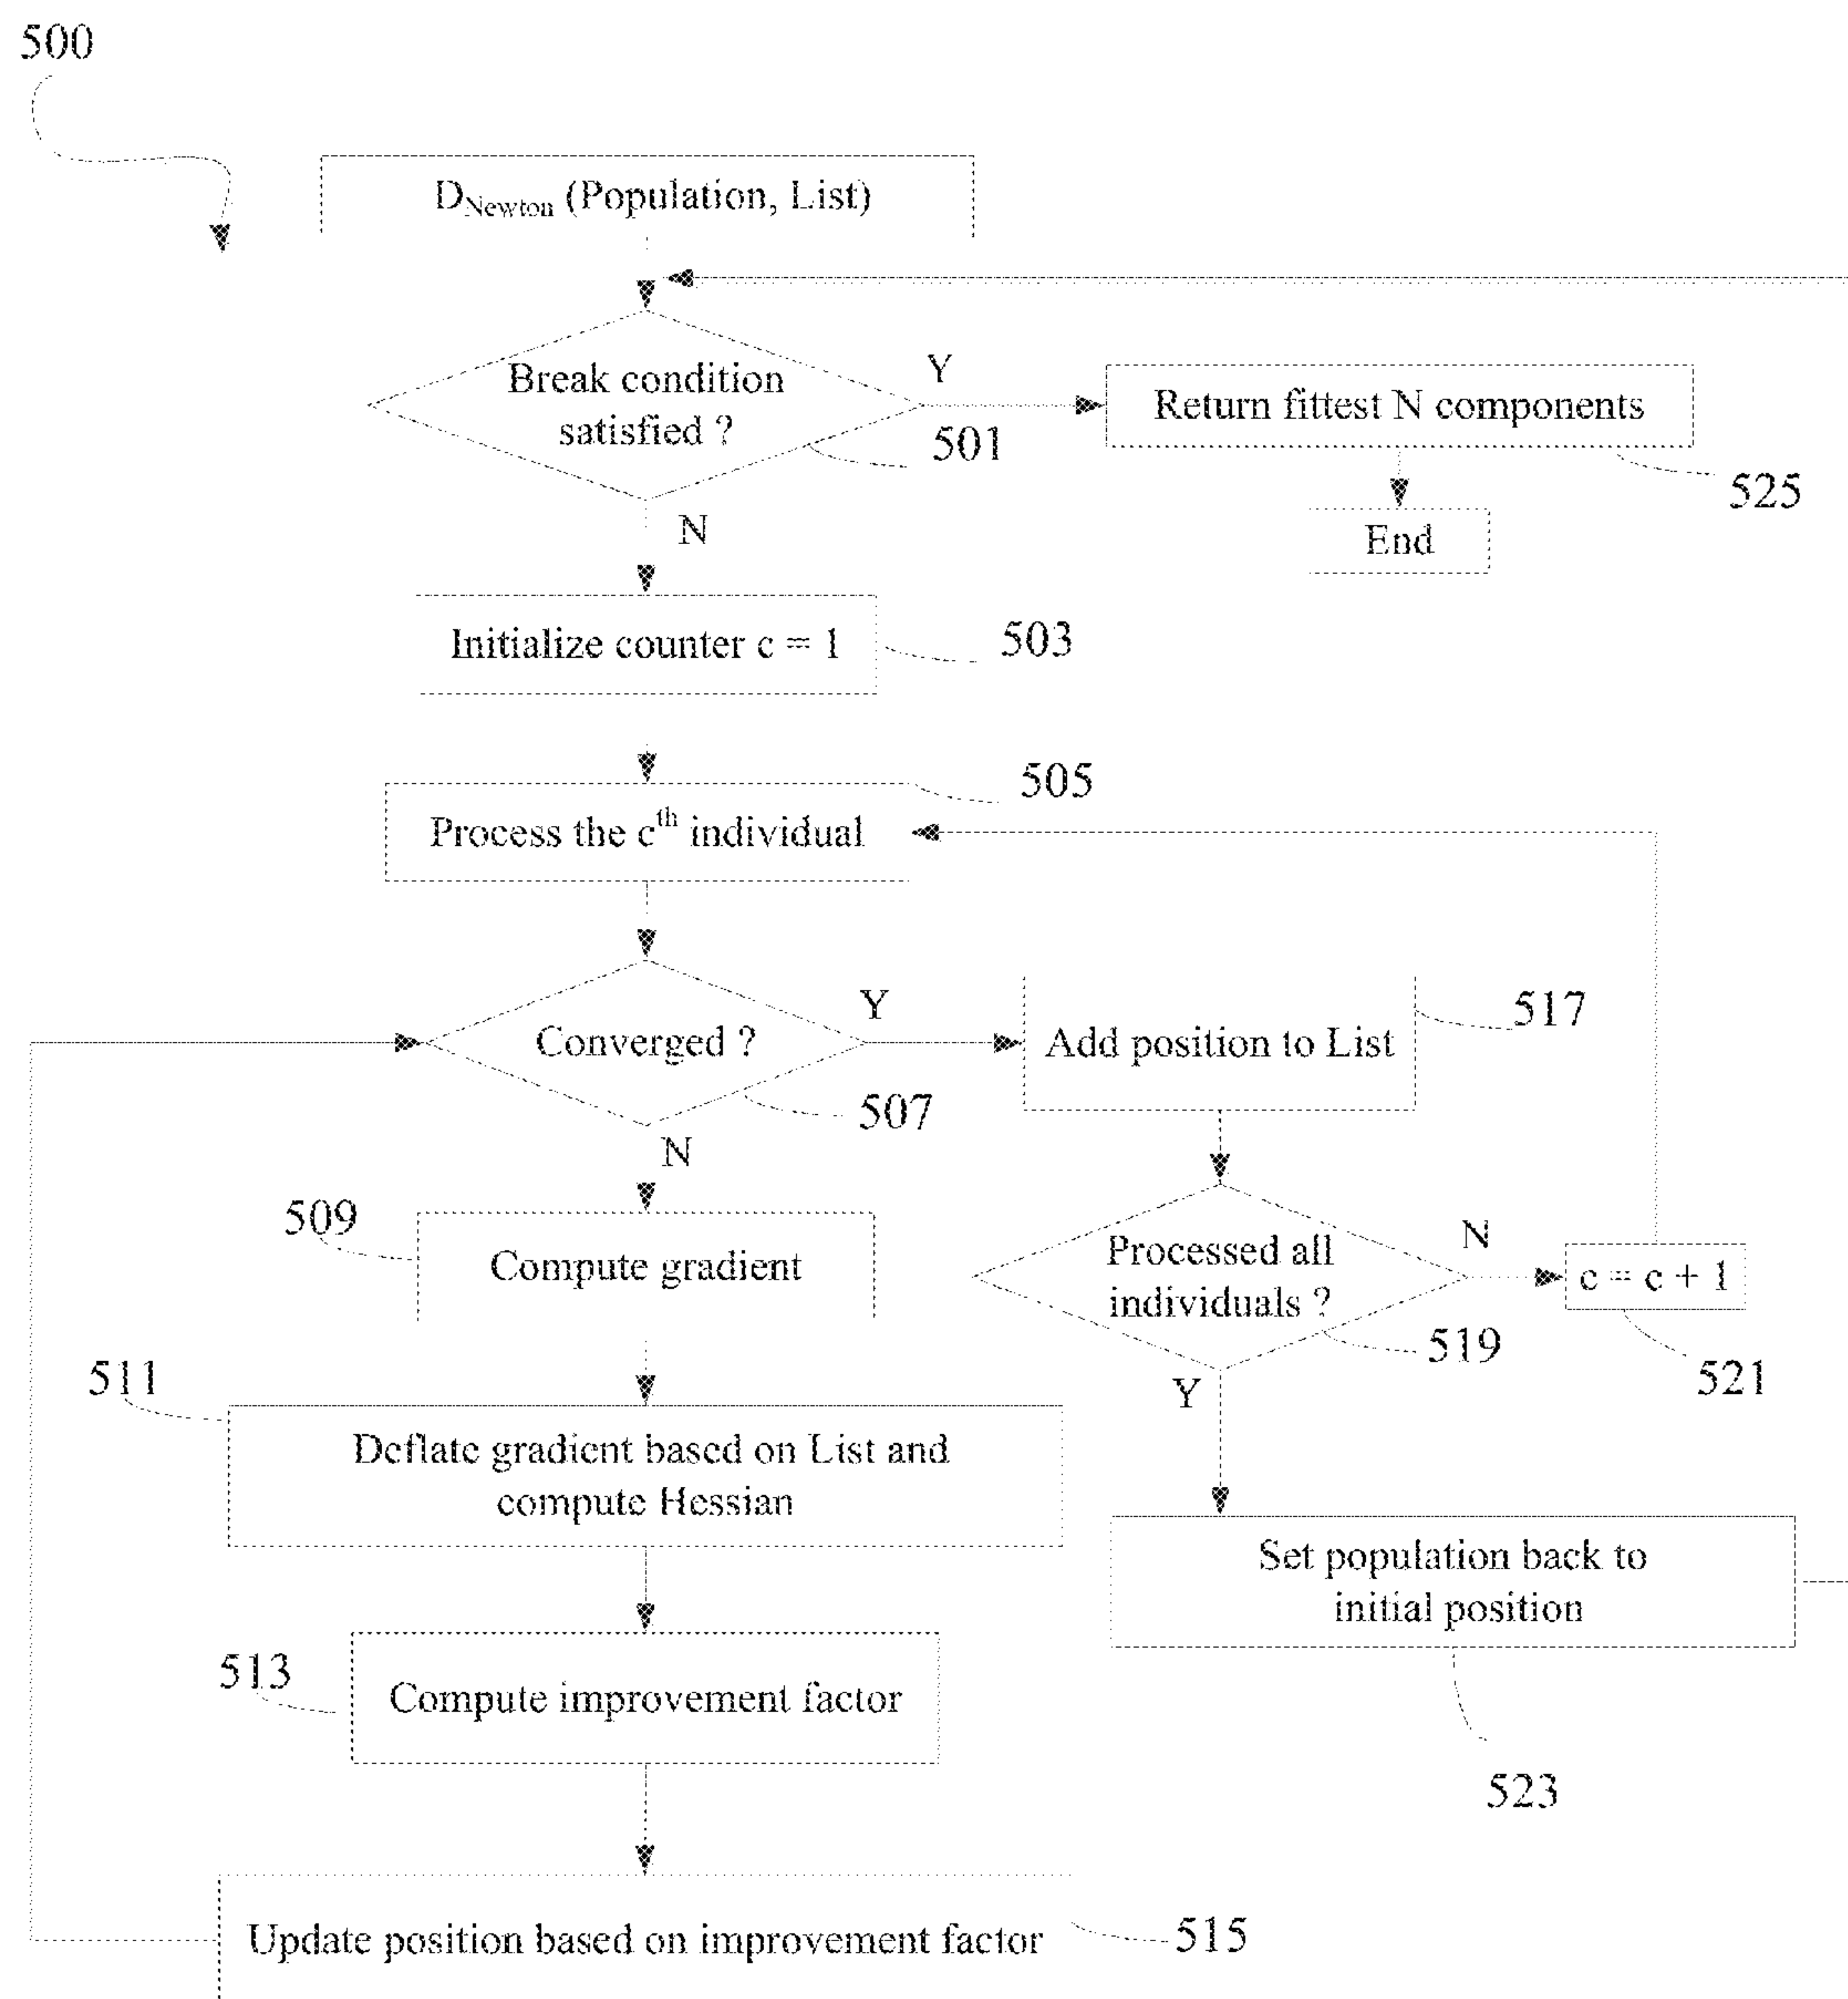 500
D_Newton (Population, List)
Break condition
satisfied ?
Y
501
N
Return fittest N components
525
End
Initialize counter c = 1
503
Process the c^th individual
505
Converged ?
Y
507
N
Add position to List
517
509
Compute gradient
Processed all
individuals ?
N
519
Y
c = c + 1
521
511
Deflate gradient based on List and
compute Hessian
Set population back to
initial position
523
513
Compute improvement factor
Update position based on improvement factor
515